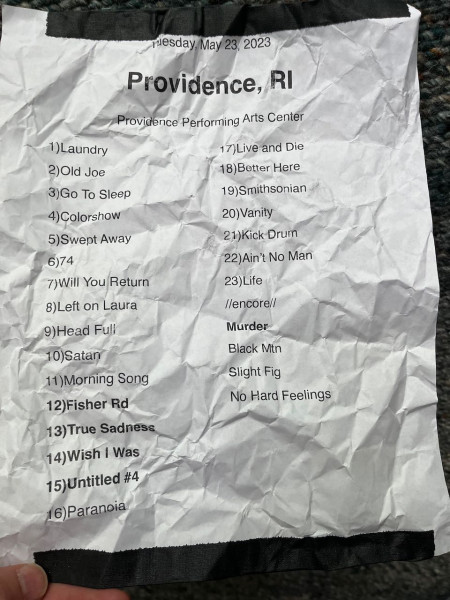 Tuesday, May 23, 2023
Providence, RI
Providence Performing Arts Center
1)Laundry
2)Old Joe
3)Go To Sleep
4)Colorshow
5)Swept Away
6)74
7)Will You Return
8)Left on Laura
9)Head Full
10)Satan
11)Morning Song
12)Fisher Rd
13)True Sadness
14)Wish I Was
15)Untitled #4
16)Paranoia
17)Live and Die
18)Better Here
19)Smithsonian
20)Vanity
21)Kick Drum
22)Ain't No Man
23)Life
//encore//
Murder
Black Mtn
Slight Fig
No Hard Feelings